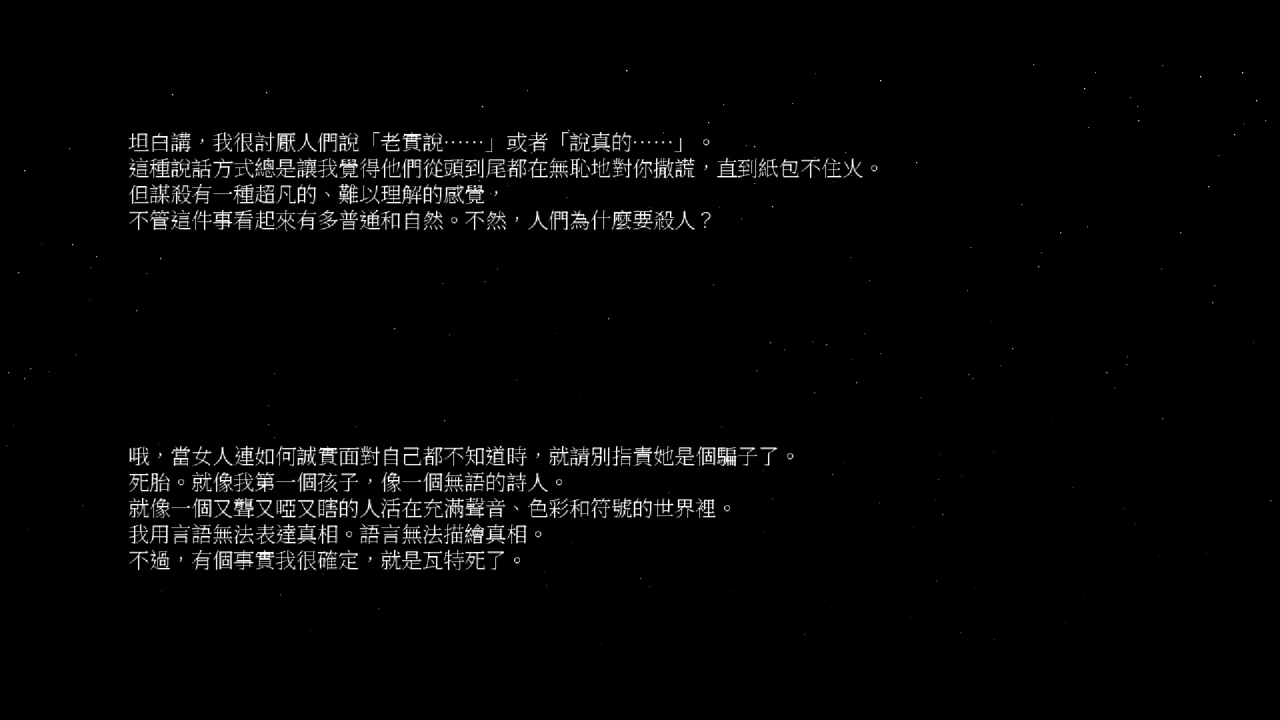 坦白講，我很討厭人們說「老實說⋯⋯」或者「說真的⋯⋯」。
這種說話方式總是讓我覺得他們從頭到尾都在無恥地對你撒謊，直到紙包不住火。
但謀殺有一種超凡的、難以理解的感覺，
不管這件事看起來有多普通和自然。不然，人們為什麼要殺人？
哦，當女人連如何誠實面對自己都不知道時，就請別指責她是個騙子了。
死胎。就像我第一個孩子，像一個無語的詩人。
就像一個又聾又啞又瞎的人活在充滿聲音、色彩和符號的世界裡。
我用言語無法表達真相。語言無法描繪真相。
不過，有個事實我很確定，就是瓦特死了。